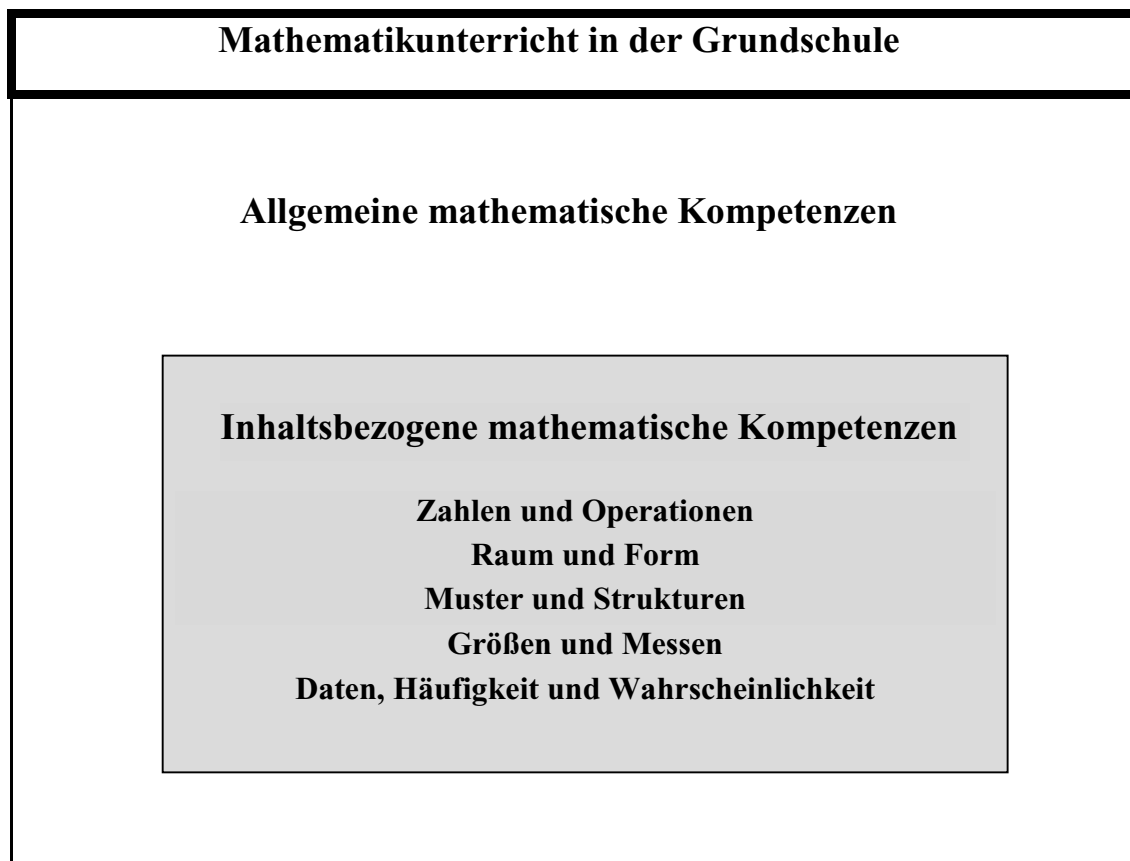 Mathematikunterricht in der Grundschule
Allgemeine mathematische Kompetenzen
Inhaltsbezogene mathematische Kompetenzen
Zahlen und Operationen
Raum und Form
Muster und Strukturen
Größen und Messen
Daten, Häufigkeit und Wahrscheinlichkeit